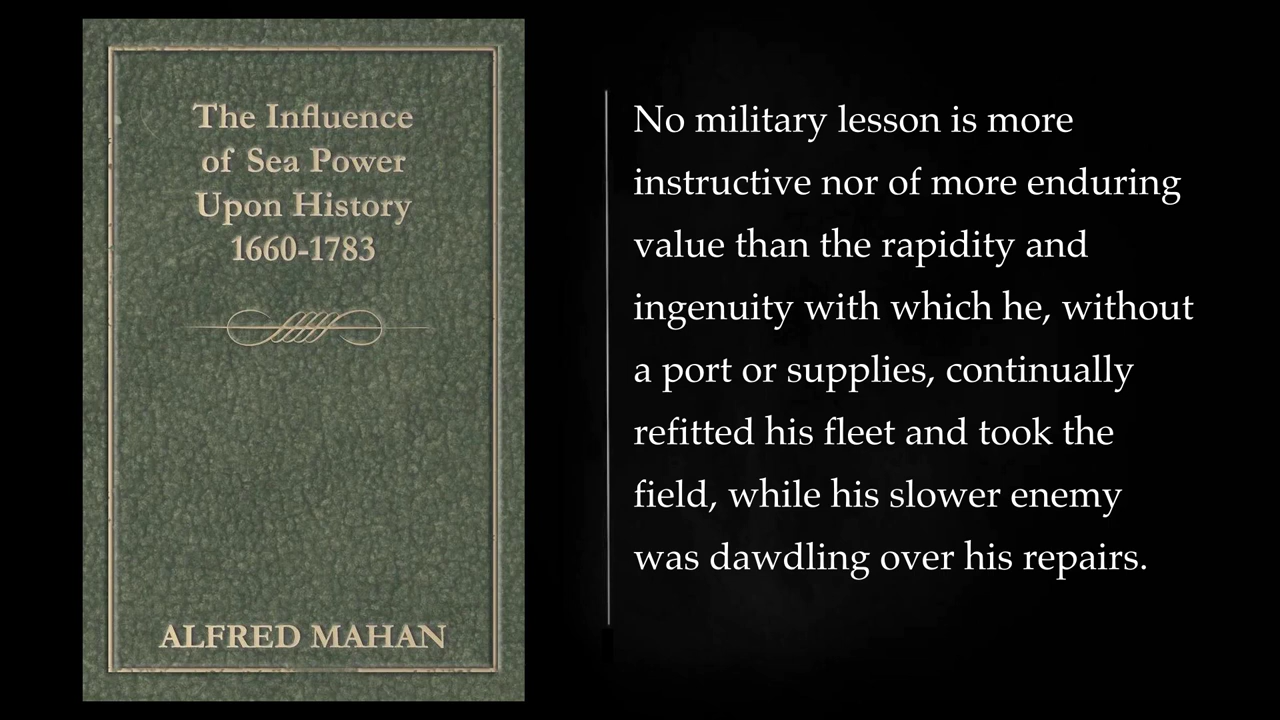 The Influence
of Sea Power
Upon History
1660-1783
ALFRED MAHAN
No military lesson is more
instructive nor of more enduring
value than the rapidity and
ingenuity with which he, without
a port or supplies, continually
refitted his fleet and took the
field, while his slower enemy
was dawdling over his repairs.